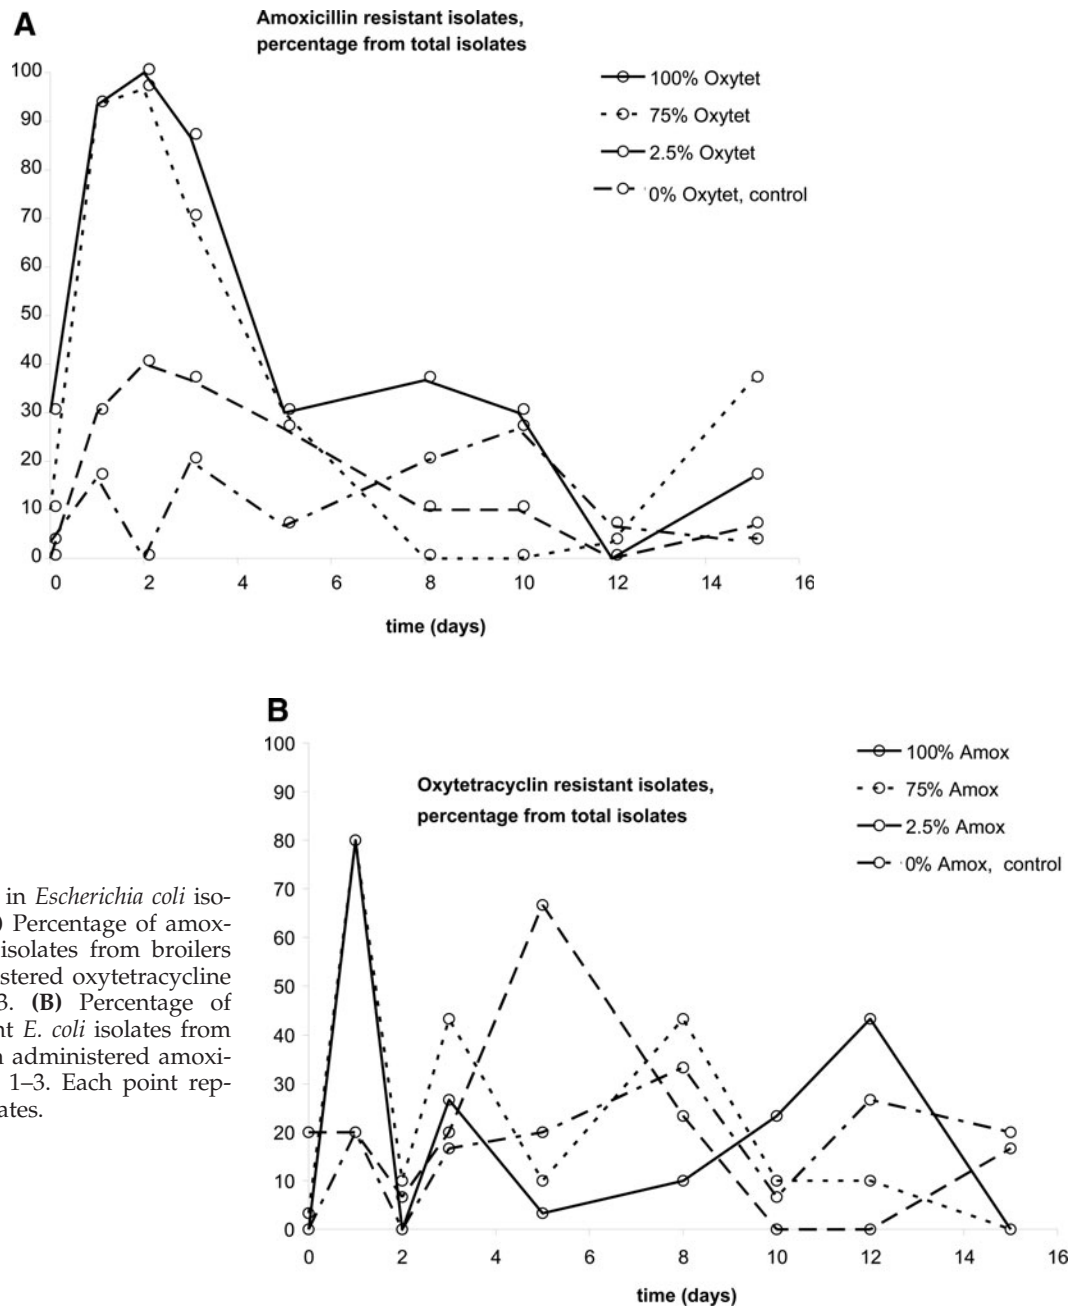 A
Amoxicillin resistant isolates,
percentage from total isolates
100
90
80
70
60
50
40
30
20
10
0
0 2 4 6 8 10 12 14 16
time (days)
100% Oxytet
75% Oxytet
2.5% Oxytet
0% Oxytet, control
B
Oxytetracyclin resistant isolates,
percentage from total isolates
100
90
80
70
60
50
40
30
20
10
0
0 2 4 6 8 10 12 14 16
time (days)
100% Amox
75% Amox
2.5% Amox
0% Amox, control
in Escherichia coli iso-
) Percentage of amox-
isolates from broilers
stered oxytetracycline
3. (B) Percentage of
nt E. coli isolates from
n administered amoxi-
1–3. Each point rep-
ates.